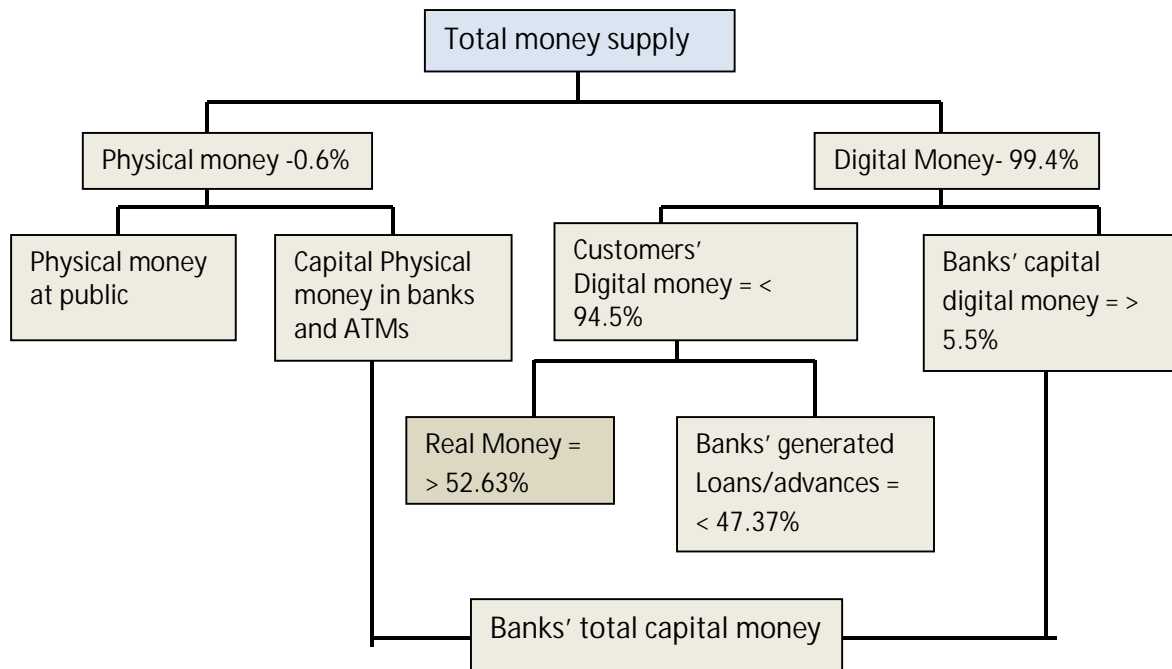 Total money supply
Physical money -0.6%
Digital Money- 99.4%
Physical money
at public
Capital Physical
money in banks
and ATMs
Customers’
Digital money = <
94.5%
Banks’ capital
digital money = >
5.5%
Real Money =
> 52.63%
Banks’ generated
Loans/advances =
< 47.37%
Banks’ total capital money